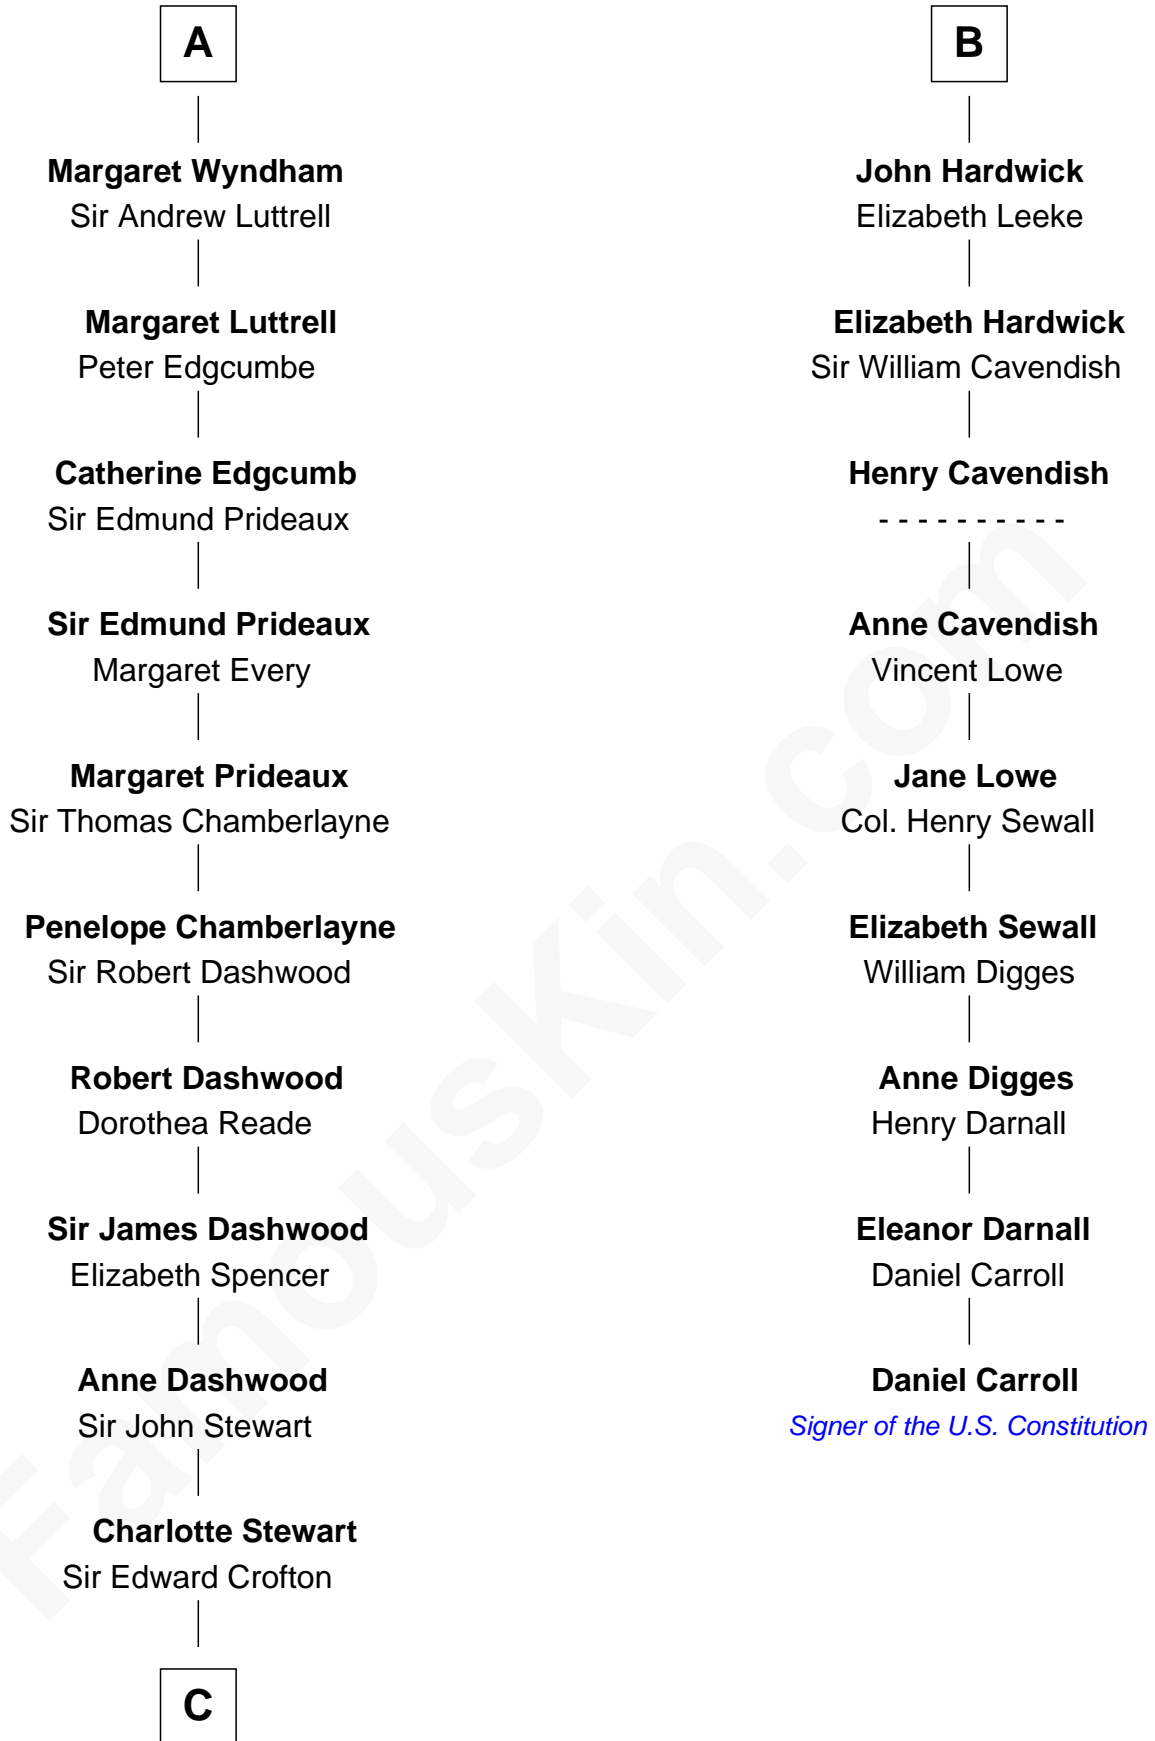 A
Margaret Wyndham
Sir Andrew Luttrell
Margaret Luttrell
Peter Edgcumbe
Catherine Edgcumb
Sir Edmund Prideaux
Sir Edmund Prideaux
Margaret Every
Margaret Prideaux
Sir Thomas Chamberlayne
Penelope Chamberlayne
Sir Robert Dashwood
Robert Dashwood
Dorothea Reade
Sir James Dashwood
Elizabeth Spencer
Anne Dashwood
Sir John Stewart
Charlotte Stewart
Sir Edward Crofton
C
B
John Hardwick
Elizabeth Leeke
Elizabeth Hardwick
Sir William Cavendish
Henry Cavendish
- - - - - - - - - -
Anne Cavendish
Vincent Lowe
Jane Lowe
Col. Henry Sewall
Elizabeth Sewall
William Digges
Anne Digges
Henry Darnall
Eleanor Darnall
Daniel Carroll
Daniel Carroll
Signer of the U.S. Constitution
FamousKin.com